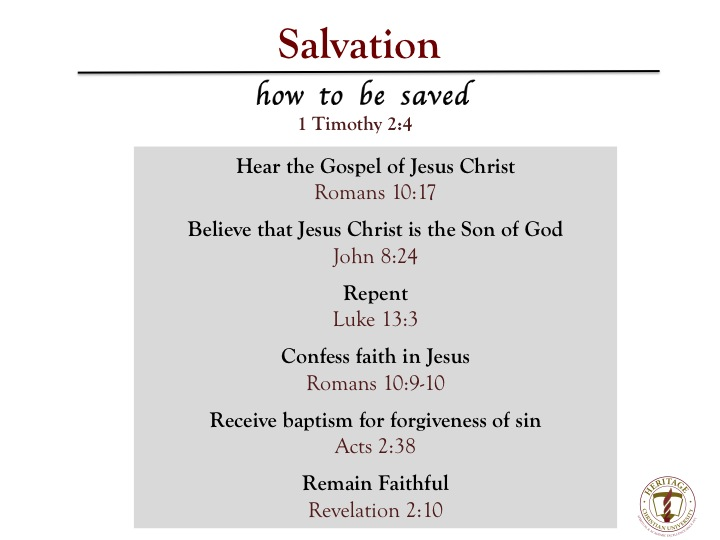 Salvation
how to be saved
1 Timothy 2:4
Hear the Gospel of Jesus Christ
Romans 10:17
Believe that Jesus Christ is the Son of God
John 8:24
Repent
Luke 13:3
Confess faith in Jesus
Romans 10:9-10
Receive baptism for forgiveness of sin
Acts 2:38
Remain Faithful
Revelation 2:10
HERITAGE
CHRISTIAN UNIVERSITY